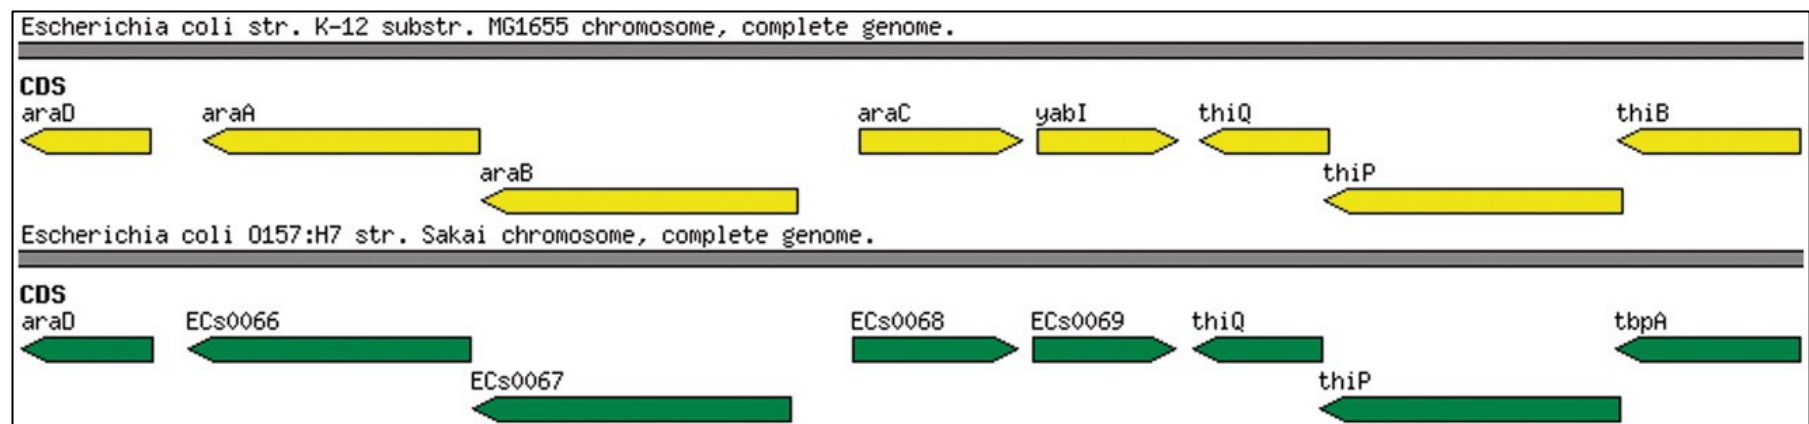 Escherichia coli str. K-12 substr. MG1655 chromosome, complete genome.
CDS
araD araA araC yabI thiQ thiB
araB thiP
Escherichia coli O157:H7 str. Sakai chromosome, complete genome.
CDS
araD ECs0066 ECs0068 ECs0069 thiQ tbpA
ECs0067 thiP